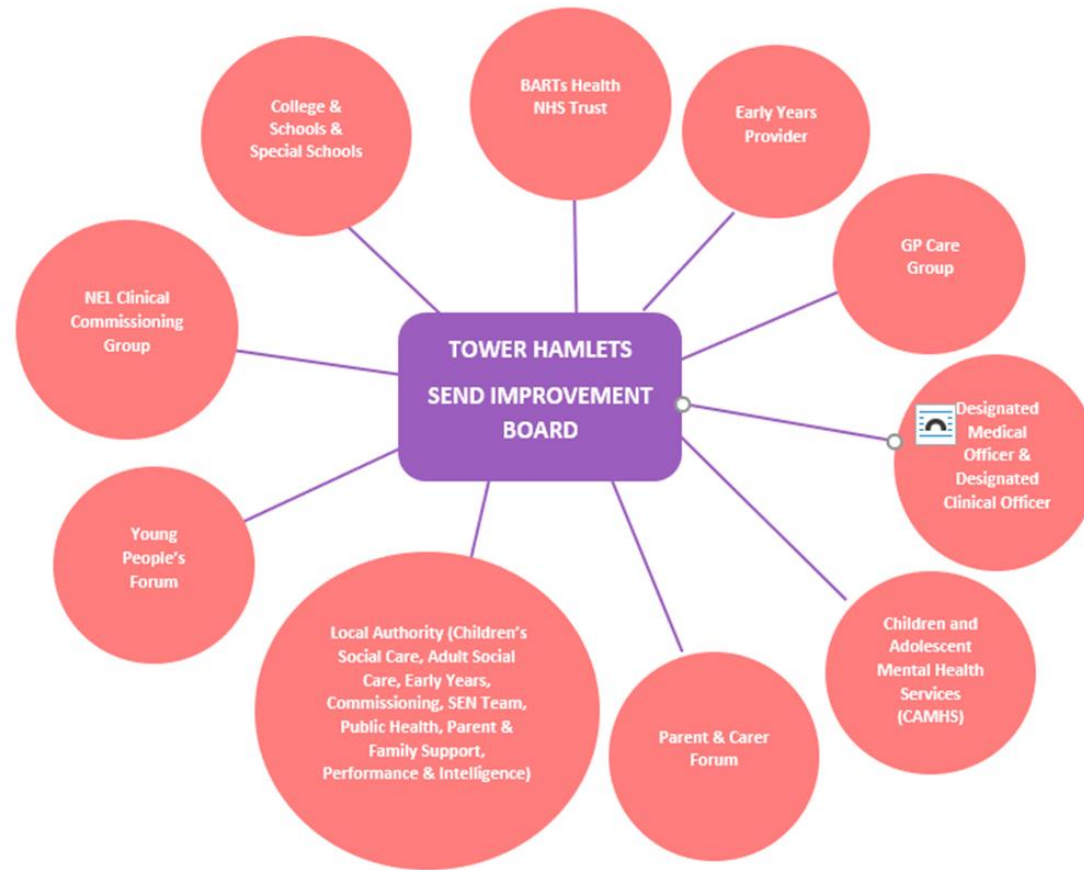 College &
Schools &
Special Schools
BARTs Health
NHS Trust
Early Years
Provider
GP Care
Group
NEL Clinical
Commissioning
Group
TOWER HAMLETS
SEND IMPROVEMENT
BOARD
Designated
Medical
Officer &
Designated
Clinical Officer
Young
People's
Forum
Local Authority (Children's
Social Care, Adult Social
Care, Early Years,
Commissioning, SEN Team,
Public Health, Parent &
Family Support,
Performance & Intelligence)
Parent & Carer
Forum
Children and
Adolescent
Mental Health
Services
(CAMHS)